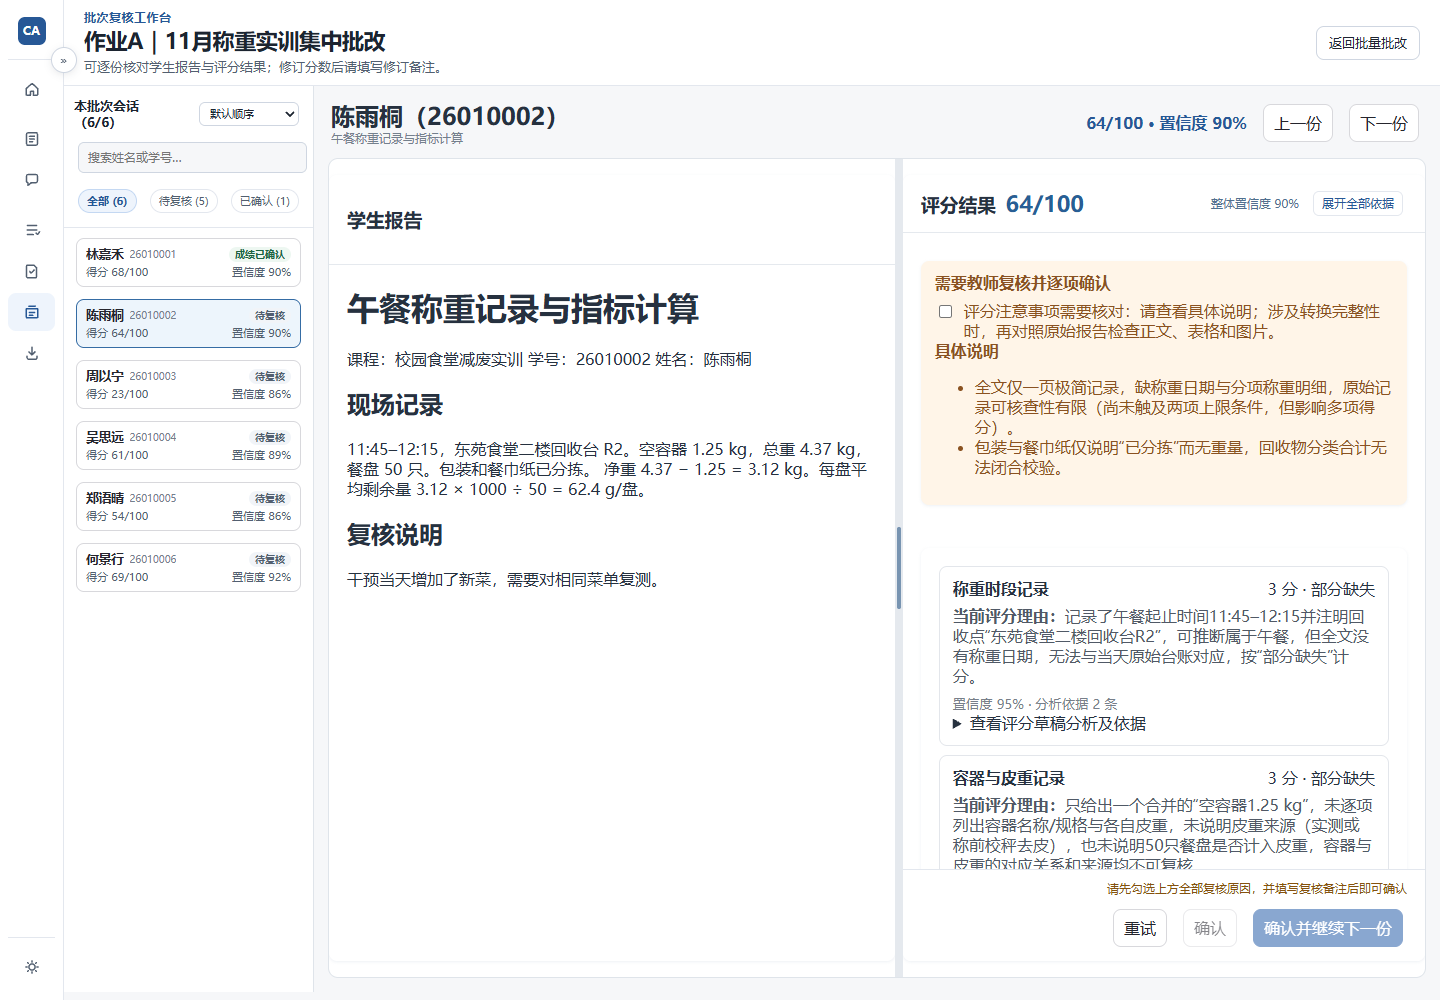 CA
»
批次复核工作台
作业A｜11月称重实训集中批改
可逐份核对学生报告与评分结果；修订分数后请填写修订备注。
返回批量批改
本批次会话
（6/6）
默认顺序
搜索姓名或学号...
全部 (6)
待复核 (5)
已确认 (1)
林嘉禾 26010001 成绩已确认
得分 68/100 置信度 90%
陈雨桐 26010002 待复核
得分 64/100 置信度 90%
周以宁 26010003 待复核
得分 23/100 置信度 86%
吴思远 26010004 待复核
得分 61/100 置信度 89%
郑语晴 26010005 待复核
得分 54/100 置信度 86%
何景行 26010006 待复核
得分 69/100 置信度 92%
陈雨桐（26010002）
午餐称重记录与指标计算
64/100 • 置信度 90%
上一份
下一份
学生报告
午餐称重记录与指标计算
课程：校园食堂减废实训 学号：26010002 姓名：陈雨桐
现场记录
11:45–12:15，东苑食堂二楼回收台 R2。空容器 1.25 kg，总重 4.37 kg，
餐盘 50 只。包装和餐巾纸已分拣。 净重 4.37 − 1.25 = 3.12 kg。每盘平
均剩余量 3.12 × 1000 ÷ 50 = 62.4 g/盘。
复核说明
干预当天增加了新菜，需要对相同菜单复测。
评分结果 64/100
整体置信度 90%
展开全部依据
需要教师复核并逐项确认
评分注意事项需要核对：请查看具体说明；涉及转换完整性
时，再对照原始报告检查正文、表格和图片。
具体说明
• 全文仅一页极简记录，缺称重日期与分项称重明细，原始记
录可核查性有限（尚未触及两项上限条件，但影响多项得
分）。
• 包装与餐巾纸仅说明“已分拣”而无重量，回收物分类合计无
法闭合校验。
称重时段记录 3 分 · 部分缺失
当前评分理由：记录了午餐起止时间11:45–12:15并注明回
收点“东苑食堂二楼回收台R2”，可推断属于午餐，但全文没
有称重日期，无法与当天原始台账对应，按“部分缺失”计
分。
置信度 95% · 分析依据 2 条
▶ 查看评分草稿分析及依据
容器与皮重记录 3 分 · 部分缺失
当前评分理由：只给出一个合并的“空容器1.25 kg”，未逐项
列出容器名称/规格与各自皮重，未说明皮重来源（实测或
称前校秤去皮），也未说明50只餐盘是否计入皮重，容器与
皮重的对应关系和来源均不可复核
请先勾选上方全部复核原因，并填写复核备注后即可确认
重试
确认
确认并继续下一份